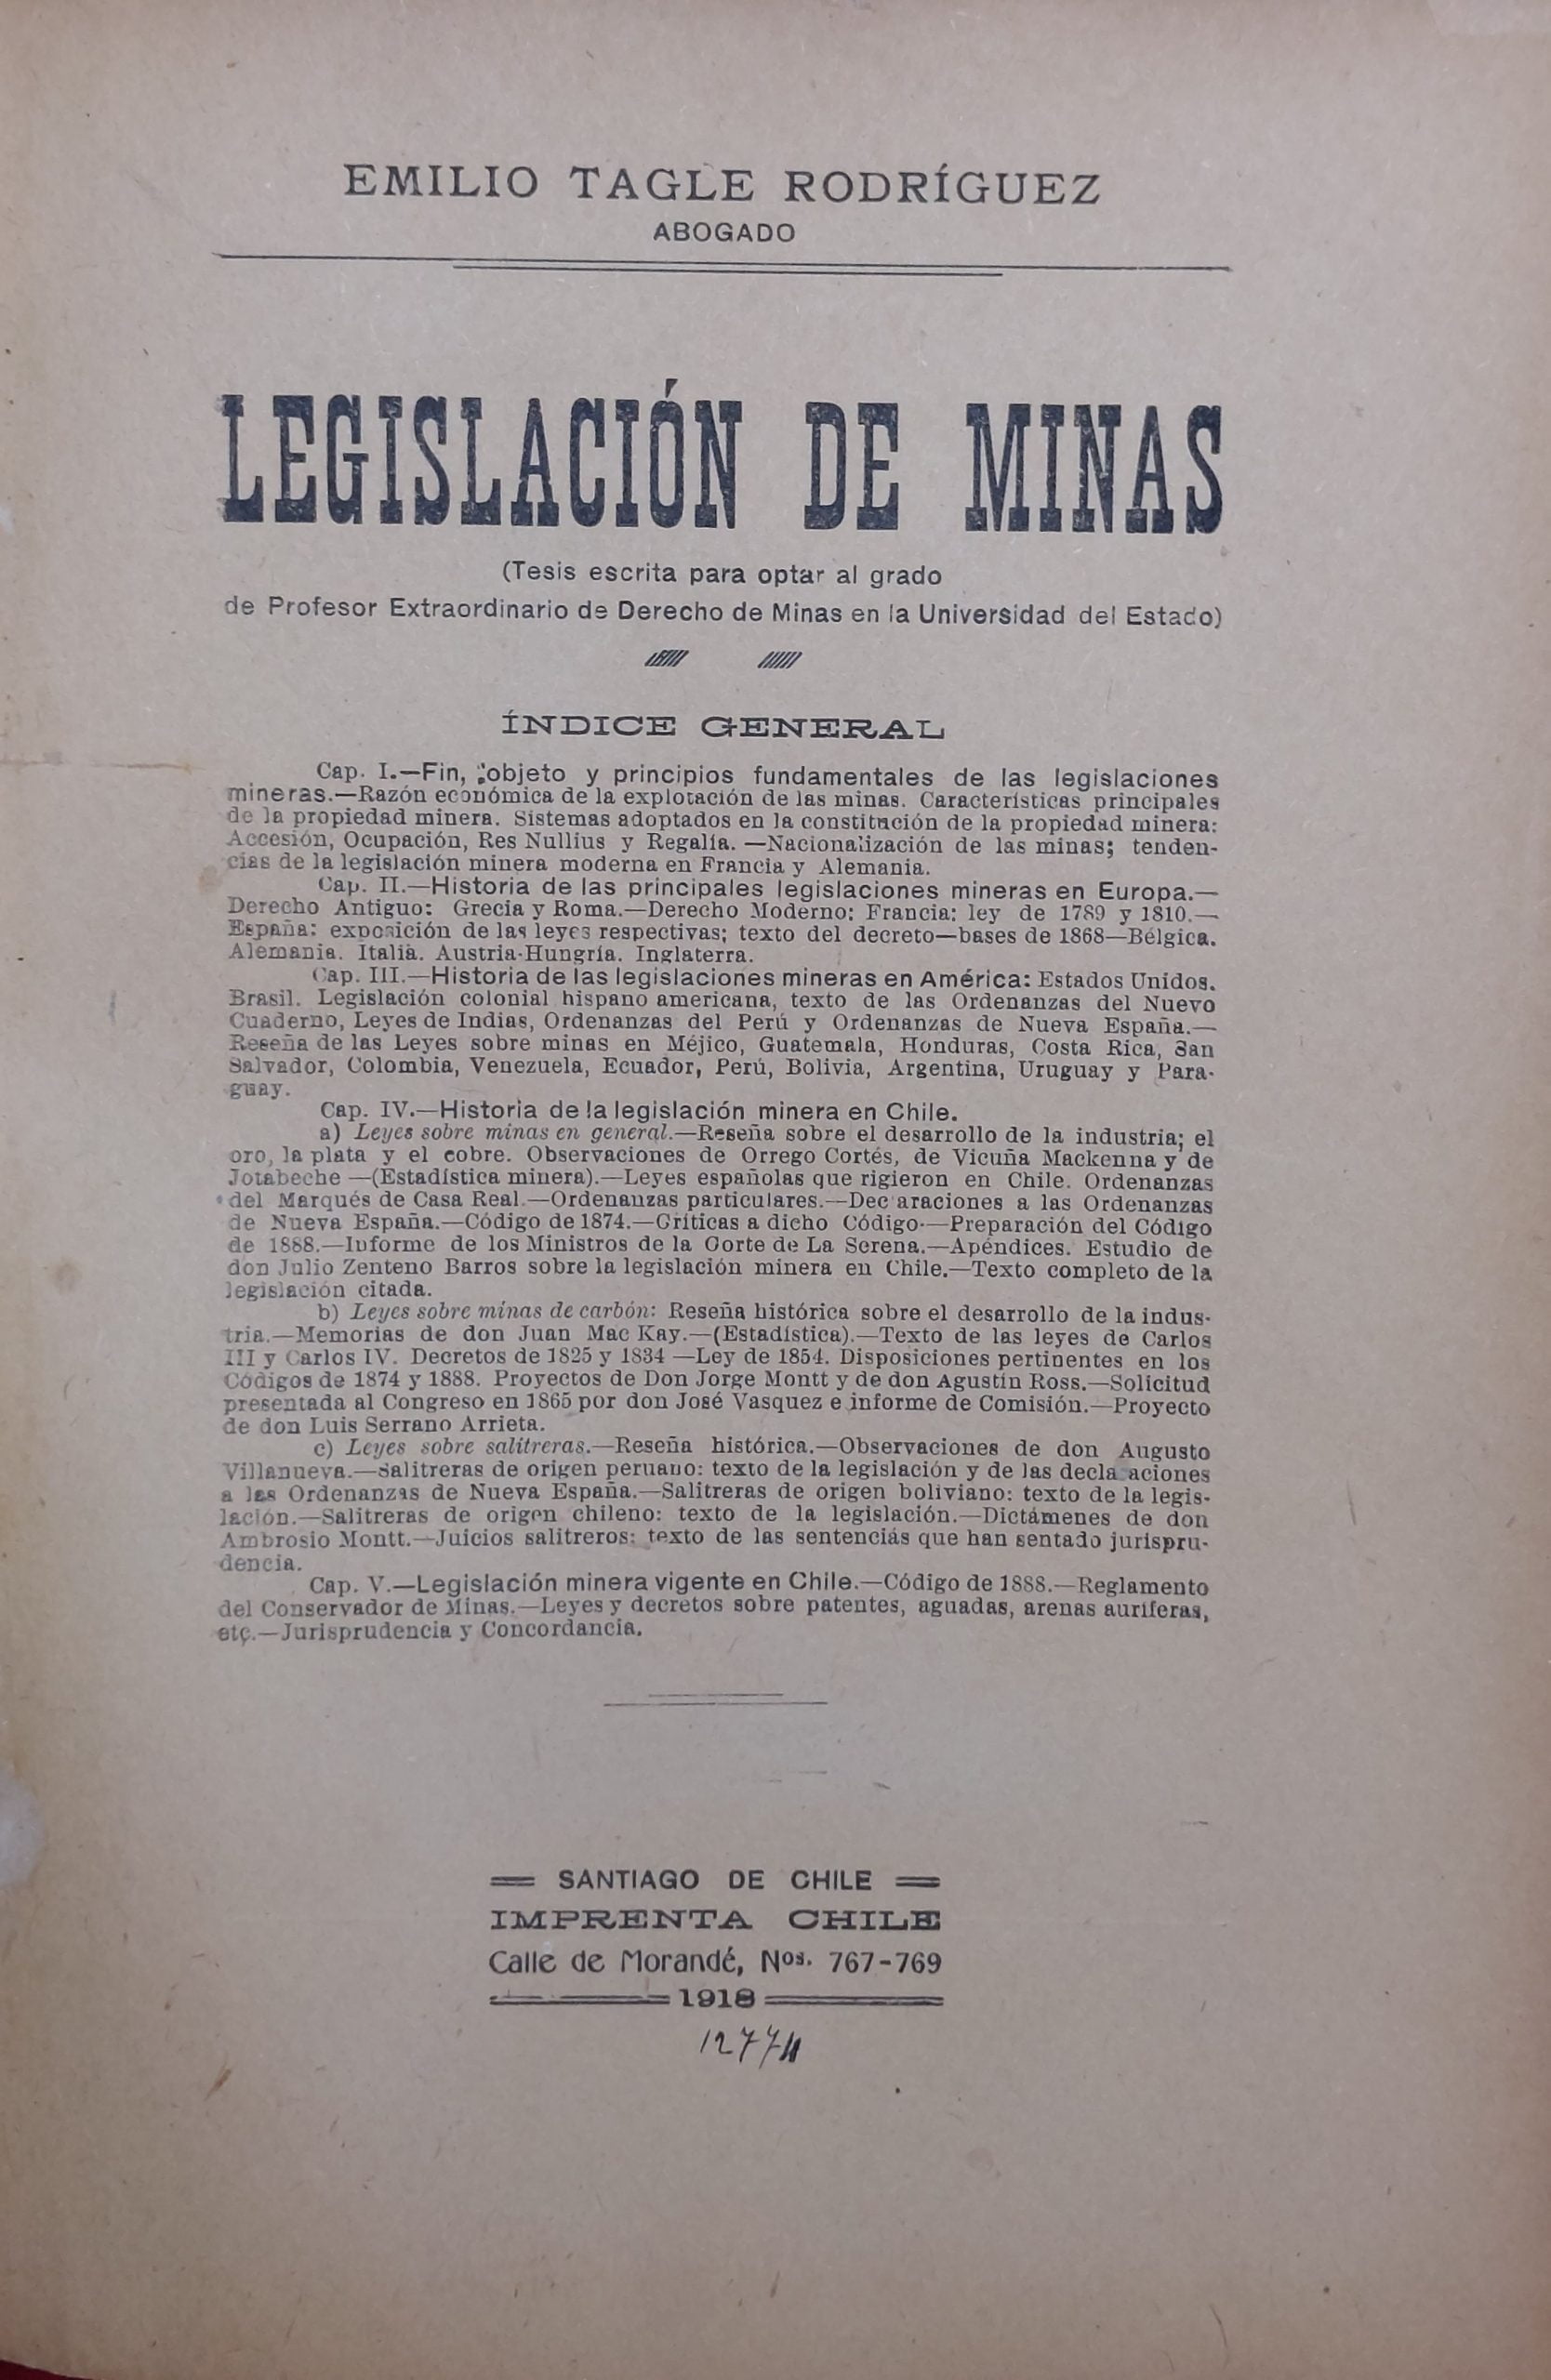 EMILIO TAGLE RODRÍGUEZ
ABOGADO
LEGISLACIÓN DE MINAS
(Tesis escrita para optar al grado
de Profesor Extraordinario de Derecho de Minas en la Universidad del Estado)
ÍNDICE GENERAL
Cap. I.—Fin, objeto y principios fundamentales de las legislaciones
mineras.—Razón económica de la explotación de las minas. Características principales
de la propiedad minera. Sistemas adoptados en la constitución de la propiedad minera:
Accesión, Ocupación, Res Nullius y Regalía. —Nacionalización de las minas; tenden-
cias de la legislación minera moderna en Francia y Alemania.
Cap. II.—Historia de las principales legislaciones mineras en Europa.—
Derecho Antiguo: Grecia y Roma.—Derecho Moderno: Francia: ley de 1789 y 1810.—
España: exposición de las leyes respectivas; texto del decreto—bases de 1868—Bélgica.
Alemania. Italia. Austria-Hungría. Inglaterra.
Cap. III.—Historia de las legislaciones mineras en América: Estados Unidos.
Brasil. Legislación colonial hispano americana, texto de las Ordenanzas del Nuevo
Cuaderno, Leyes de Indias, Ordenanzas del Perú y Ordenanzas de Nueva España.—
Reseña de las Leyes sobre minas en Méjico, Guatemala, Honduras, Costa Rica, San
Salvador, Colombia, Venezuela, Ecuador, Perú, Bolivia, Argentina, Uruguay y Para-
guay.
Cap. IV.—Historia de la legislación minera en Chile.
a) Leyes sobre minas en general.—Reseña sobre el desarrollo de la industria; el
oro, la plata y el cobre. Observaciones de Orrego Cortés, de Vicuña Mackenna y de
Jotabeche —(Estadística minera).—Leyes españolas que rigieron en Chile. Ordenanzas
del Marqués de Casa Real.—Ordenanzas particulares.—Dec araciones a las Ordenanzas
de Nueva España.—Código de 1874.—Críticas a dicho Código.—Preparación del Código
de 1888.—Informe de los Ministros de la Corte de La Serena.—Apéndices. Estudio de
don Julio Zenteno Barros sobre la legislación minera en Chile.—Texto completo de la
legislación citada.
b) Leyes sobre minas de carbón: Reseña histórica sobre el desarrollo de la indus-
tria.—Memorias de don Juan Mac Kay.—(Estadística).—Texto de las leyes de Carlos
III y Carlos IV. Decretos de 1825 y 1834 —Ley de 1854. Disposiciones pertinentes en los
Códigos de 1874 y 1888. Proyectos de Don Jorge Montt y de don Agustín Ross.—Solicitud
presentada al Congreso en 1865 por don José Vasquez e informe de Comisión.—Proyecto
de don Luis Serrano Arrieta.
c) Leyes sobre salitreras.—Reseña histórica.—Observaciones de don Augusto
Villanueva.—Salitreras de origen peruano: texto de la legislación y de las decla aciones
a las Ordenanzas de Nueva España.—Salitreras de origen boliviano: texto de la legis-
lación.—Salitreras de origen chileno: texto de la legislación.—Dictámenes de don
Ambrosio Montt.—Juicios salitreros: texto de las sentencias que han sentado jurispru-
dencia.
Cap. V.—Legislación minera vigente en Chile.—Código de 1888.—Reglamento
del Conservador de Minas.—Leyes y decretos sobre patentes, aguadas, arenas auríferas,
etc.—Jurisprudencia y Concordancia.
SANTIAGO DE CHILE
IMPRENTA CHILE
Calle de Morandé, Nos. 767-769
1918